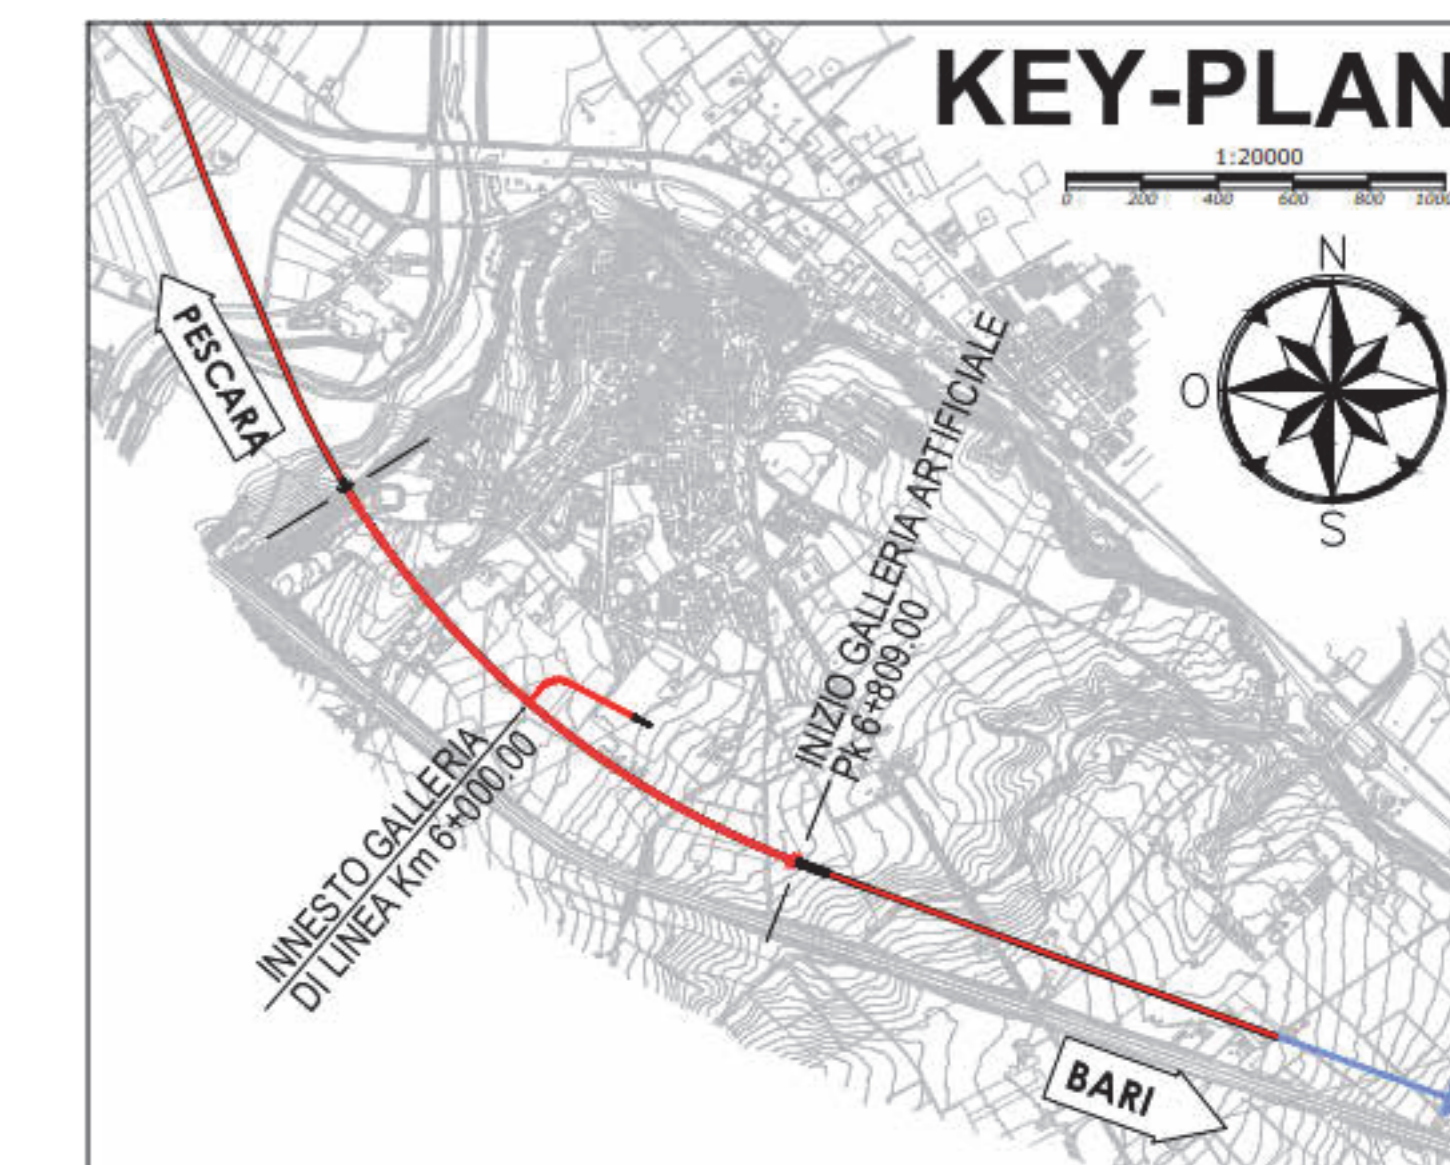 KEY-PLAN
1:20000
0 200 400 600 800
N
O
S
PESCARA
INIZIO GALLERIA ARTIFICIALE
Pk 6+809.00
INNESTO GALLERIA
DI LINEA Km 6+000.00
BARI